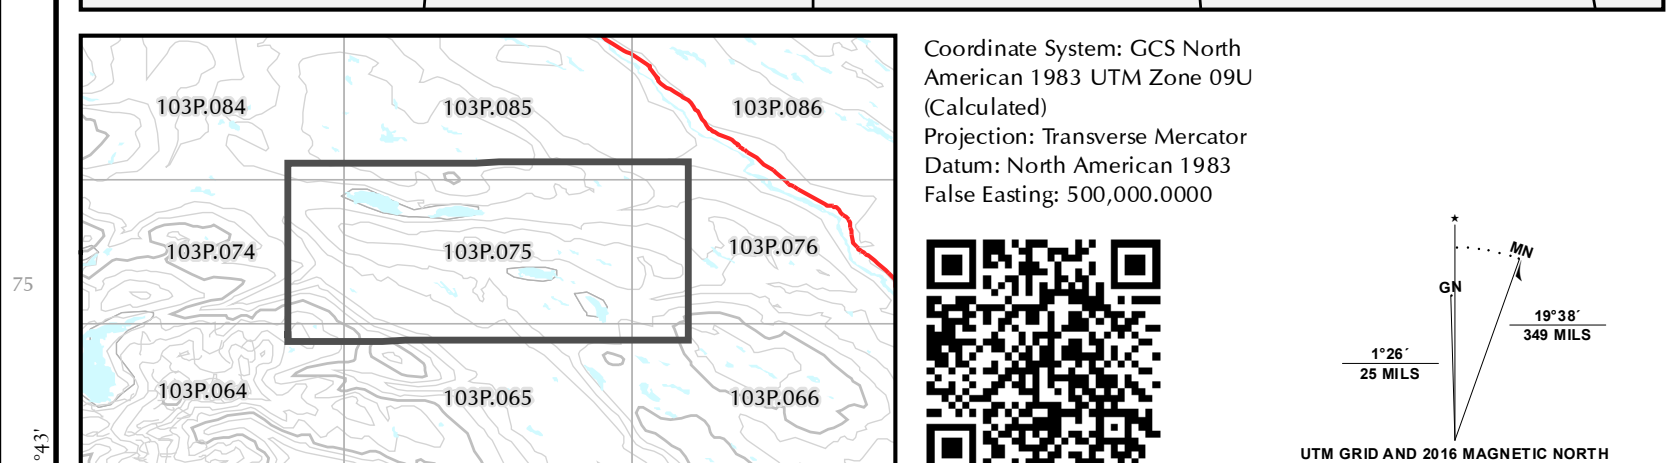 103P.084
103P.085
103P.086
103P.074
103P.075
103P.076
103P.064
103P.065
103P.066
75
°43'
Coordinate System: GCS North
American 1983 UTM Zone 09U
(Calculated)
Projection: Transverse Mercator
Datum: North American 1983
False Easting: 500,000.0000
MN
GN
19°38´
349 MILS
1°26´
25 MILS
UTM GRID AND 2016 MAGNETIC NORTH